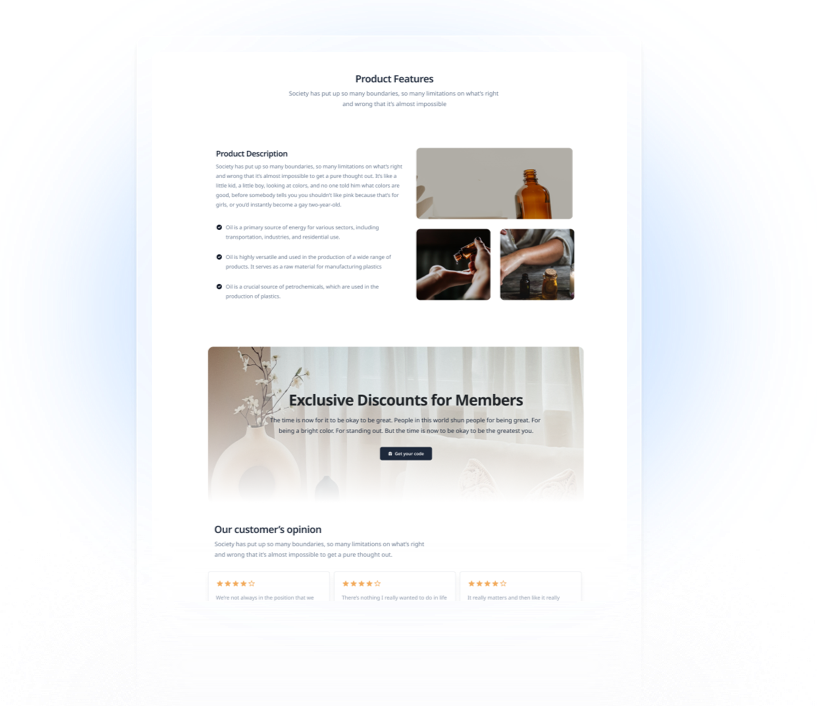 Product Features
Society has put up so many boundaries, so many limitations on what's right
and wrong that it's almost impossible
Product Description
Society has put up so many boundaries, so many limitations on what's right
and wrong that it's almost impossible to get a pure thought out. It's like a
little kid, a little boy, looking at colors, and no one told him what colors are
good, before somebody tells you you shouldn't like pink because that's for
girls, or you'd instantly become a gay two-year-old.
Oil is a primary source of energy for various sectors, including
transportation, industries, and residential use.
Oil is highly versatile and used in the production of a wide range of
products. It serves as a raw material for manufacturing plastics
Oil is a crucial source of petrochemicals, which are used in the
production of plastics.
Exclusive Discounts for Members
The time is now for it to be okay to be great. People in this world shun people for being great. For
being a bright color. For standing out. But the time is now to be okay to be the greatest you.
Get your code
Our customer's opinion
Society has put up so many boundaries, so many limitations on what's right
and wrong that it's almost impossible to get a pure thought out.
We're not always in the position that we
There's nothing I really wanted to do in life
It really matters and then like it really